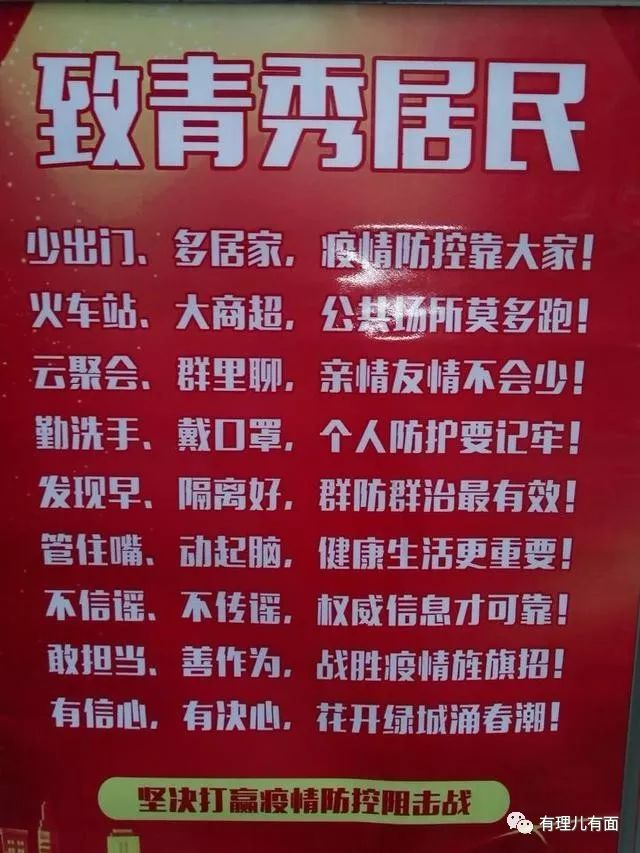 致青秀居民
少出门、多居家，疫情防控靠大家！
火车站、大商超，公共场所莫多跑！
云聚会、群里聊，亲情友情不会少！
勤洗手、戴口罩，个人防护要记牢！
发现早、隔离好，群防群治最有效！
管住嘴、动起脑，健康生活更重要！
不信谣、不传谣，权威信息才可靠！
敢担当、善作为，战胜疫情旌旗招！
有信心，有决心，花开绿城涌春潮！
坚决打赢疫情防控阻击战
有理儿有面